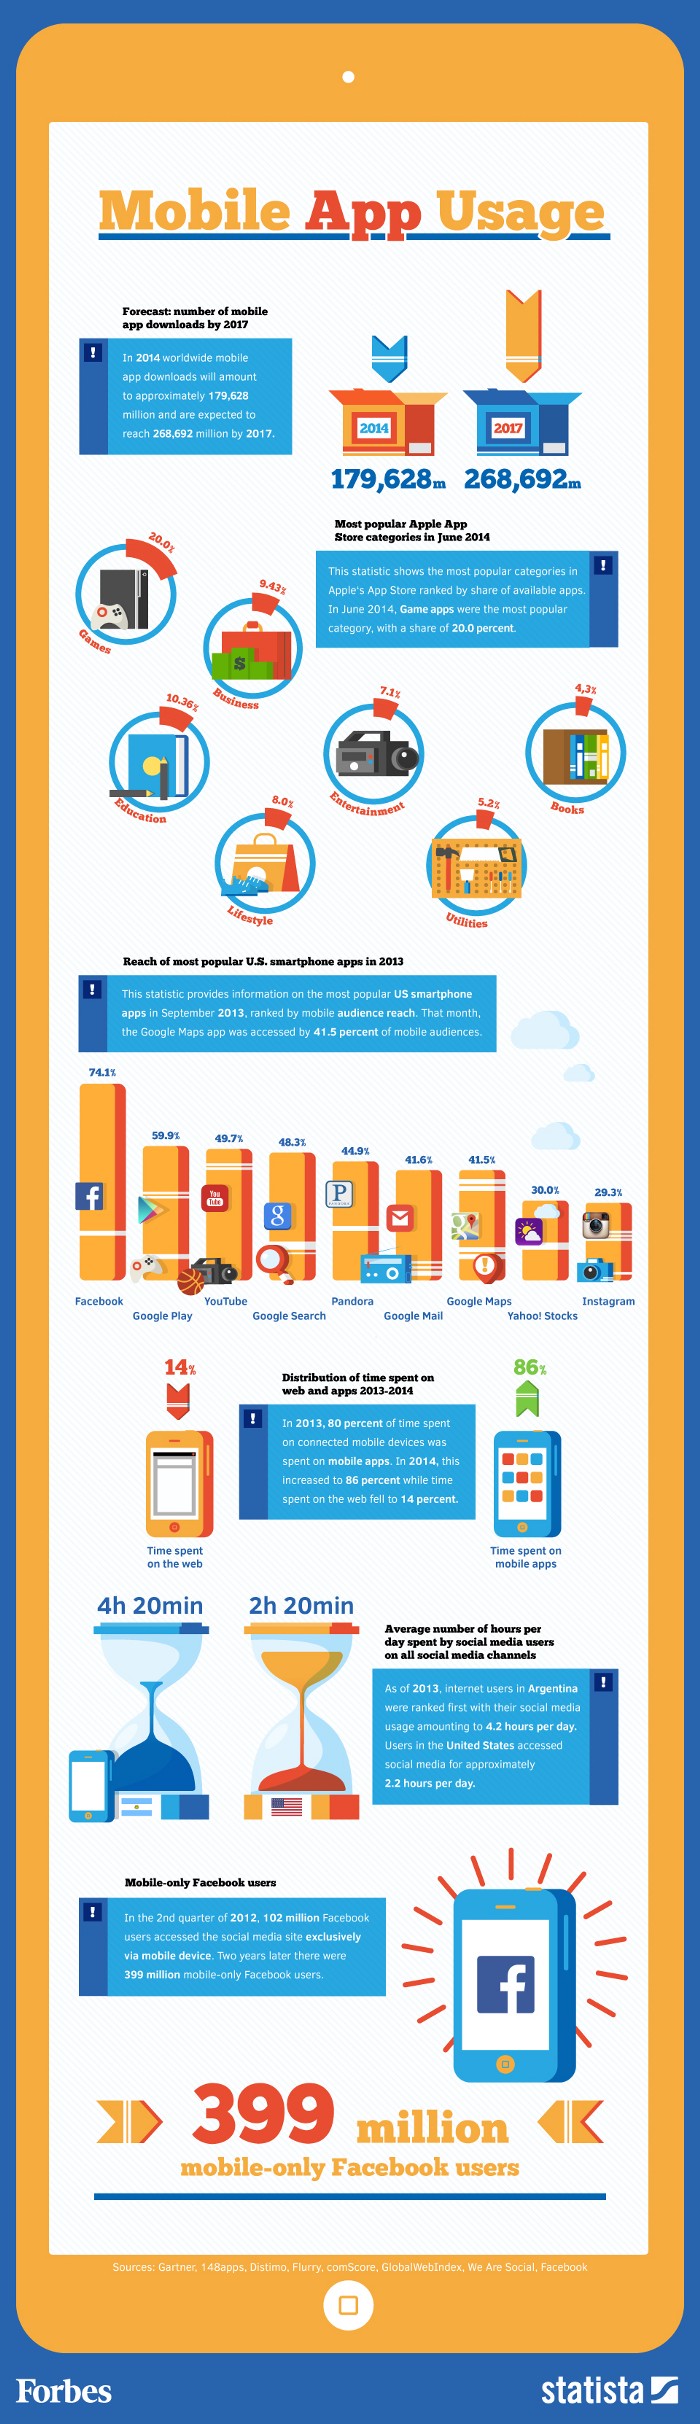 Mobile App Usage
Forecast: number of mobile
app downloads by 2017
!
In 2014 worldwide mobile
app downloads will amount
to approximately 179,628
million and are expected to
reach 268,692 million by 2017.
2014
2017
179,628m
268,692m
Most popular Apple App
Store categories in June 2014
This statistic shows the most popular categories in
Apple's App Store ranked by share of available apps.
In June 2014, Game apps were the most popular
category, with a share of 20.0 percent.
!
20.0%
Games
9.43%
$
Business
10.36%
Education
7.1%
Entertainment
4,3%
Books
8.0%
Lifestyle
5.2%
Utilities
Reach of most popular U.S. smartphone apps in 2013
!
This statistic provides information on the most popular US smartphone
apps in September 2013, ranked by mobile audience reach. That month,
the Google Maps app was accessed by 41.5 percent of mobile audiences.
74.1%
59.9%
49.7%
48.3%
44.9%
41.6%
41.5%
30.0%
29.3%
f
You
Tube
g
P
PANDORA
!
Facebook
Google Play
YouTube
Google Search
Pandora
Google Mail
Google Maps
Yahoo! Stocks
Instagram
14%
86%
Distribution of time spent on
web and apps 2013-2014
!
In 2013, 80 percent of time spent
on connected mobile devices was
spent on mobile apps. In 2014, this
increased to 86 percent while time
spent on the web fell to 14 percent.
Time spent
on the web
Time spent on
mobile apps
4h 20min
2h 20min
Average number of hours per
day spent by social media users
on all social media channels
As of 2013, internet users in Argentina
were ranked first with their social media
usage amounting to 4.2 hours per day.
Users in the United States accessed
social media for approximately
2.2 hours per day.
!
Mobile-only Facebook users
!
In the 2nd quarter of 2012, 102 million Facebook
users accessed the social media site exclusively
via mobile device. Two years later there were
399 million mobile-only Facebook users.
f
399 million
mobile-only Facebook users
Sources: Gartner, 148apps, Distimo, Flurry, comScore, GlobalWebIndex, We Are Social, Facebook
Forbes
statista